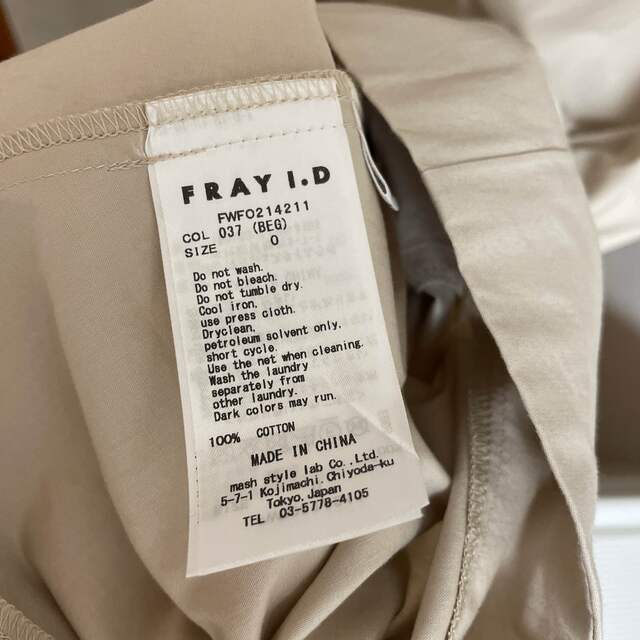 FRAY I.D
FWFO214211
COL 037 (BEG)
SIZE 0
Do not wash.
Do not bleach.
Do not tumble dry.
Cool iron.
use press cloth.
Dryclean.
petroleum solvent only.
short cycle.
Use the net when cleaning.
Wash the laundry
separately from
other laundry.
Dark colors may run.
100% COTTON
MADE IN CHINA
mash style lab Co., Ltd.
5-7-1 Kojimachi, Chiyoda-ku
Tokyo, Japan
TEL 03-5778-4105